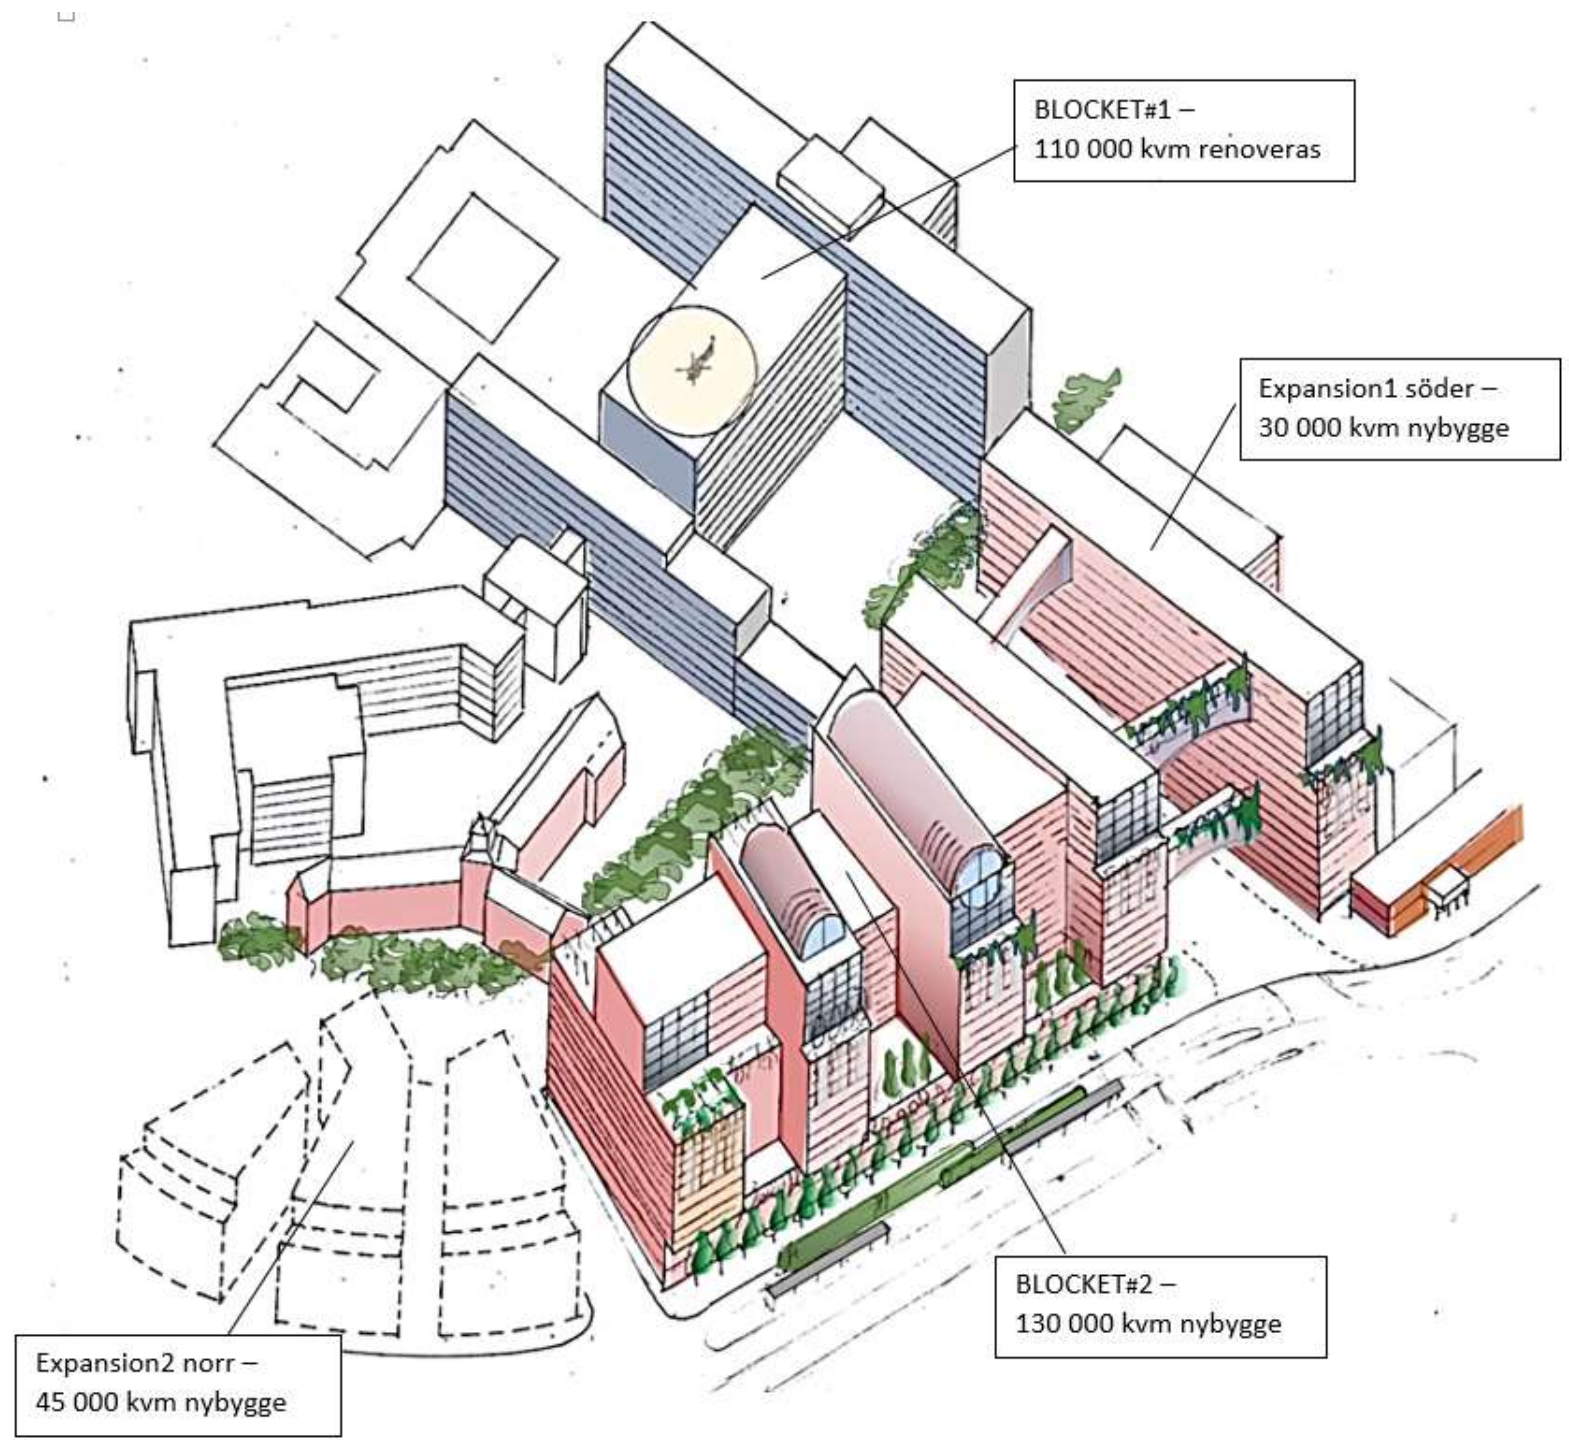 BLOCKET#1 –
110 000 kvm renoveras
Expansion1 söder –
30 000 kvm nybygge
BLOCKET#2 –
130 000 kvm nybygge
Expansion2 norr –
45 000 kvm nybygge